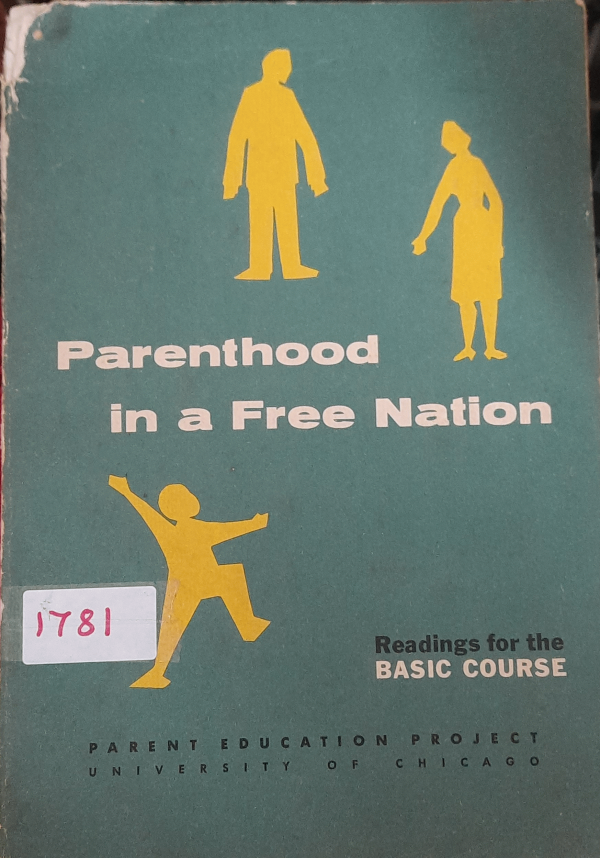 Parenthood
in a Free Nation
1781
Readings for the
BASIC COURSE
PARENT EDUCATION PROJECT
UNIVERSITY OF CHICAGO